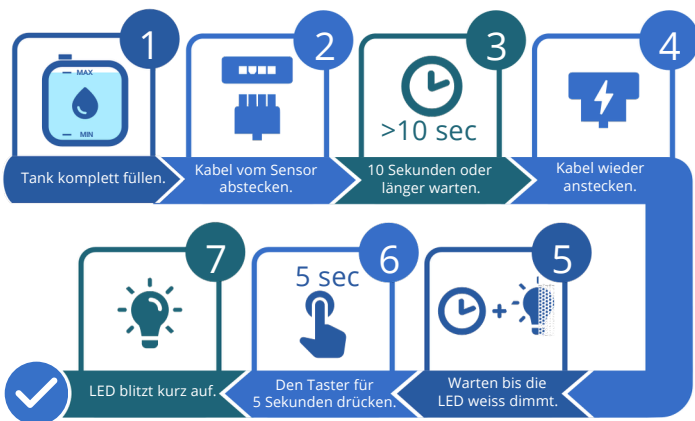 1
MAX
MIN
Tank komplett füllen.
2
Kabel vom Sensor
abstecken.
3
>10 sec
10 Sekunden oder
länger warten.
4
Kabel wieder
anstecken.
5
+
Warten bis die
LED weiss dimmt.
6
5 sec
Den Taster für
5 Sekunden drücken.
7
LED blitzt kurz auf.